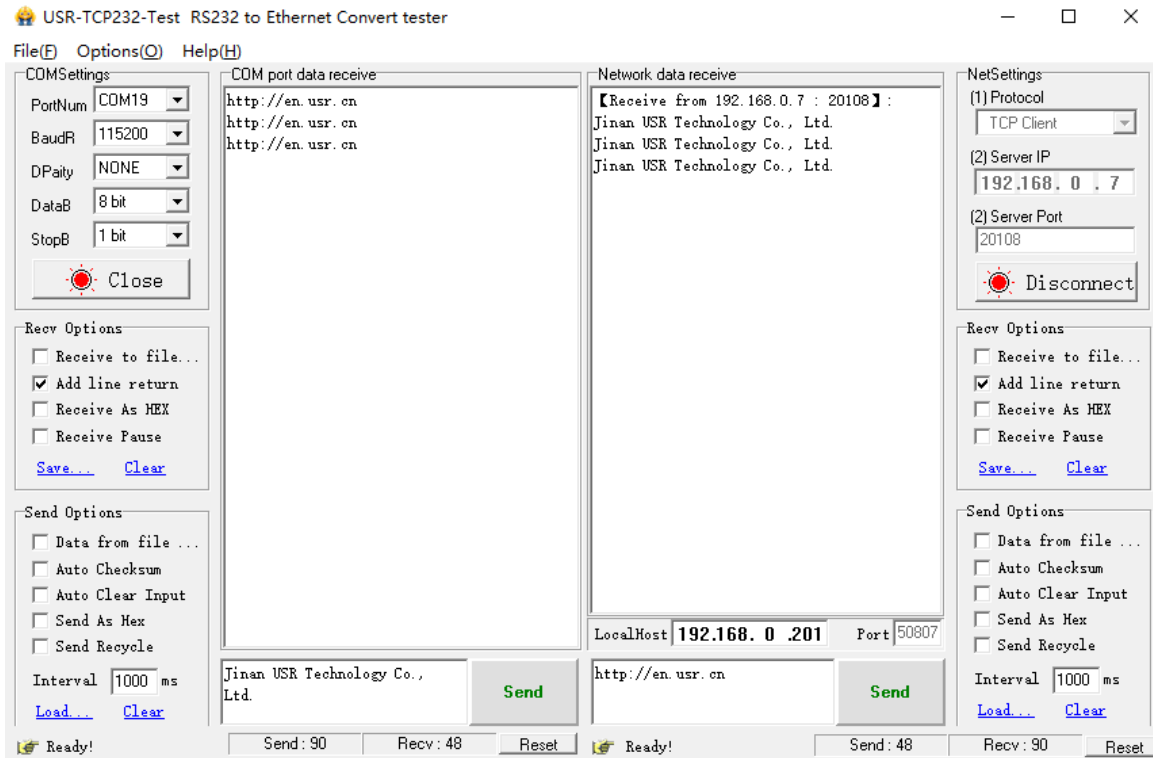 USR-TCP232-Test RS232 to Ethernet Convert tester
File(F) Options(O) Help(H)
COMSettings
PortNum COM19
BaudR 115200
DPaity NONE
DataB 8 bit
StopB 1 bit
Close
Recv Options
Receive to file...
Add line return
Receive As HEX
Receive Pause
Save... Clear
Send Options
Data from file ...
Auto Checksum
Auto Clear Input
Send As Hex
Send Recycle
Interval 1000 ms
Load... Clear
COM port data receive
http://en.usr.cn
http://en.usr.cn
http://en.usr.cn
Jinan USR Technology Co.,
Ltd.
Send
Network data receive
【Receive from 192.168.0.7 : 20108】:
Jinan USR Technology Co., Ltd.
Jinan USR Technology Co., Ltd.
Jinan USR Technology Co., Ltd.
LocalHost 192.168. 0 .201 Port 50807
http://en.usr.cn
Send
NetSettings
(1) Protocol
TCP Client
(2) Server IP
192.168. 0 . 7
(2) Server Port
20108
Disconnect
Recv Options
Receive to file...
Add line return
Receive As HEX
Receive Pause
Save... Clear
Send Options
Data from file ...
Auto Checksum
Auto Clear Input
Send As Hex
Send Recycle
Interval 1000 ms
Load... Clear
Ready! Send : 90 Recv : 48 Reset
Ready! Send : 48 Recv : 90 Reset